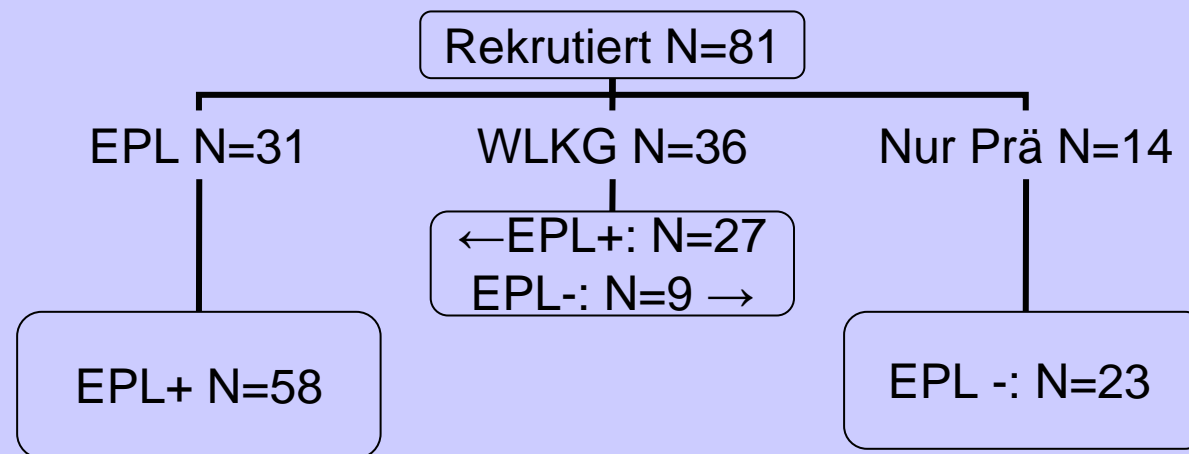 Rekrutiert N=81
EPL N=31
WLKG N=36
Nur Prä N=14
←EPL+: N=27
EPL-: N=9 →
EPL+ N=58
EPL -: N=23